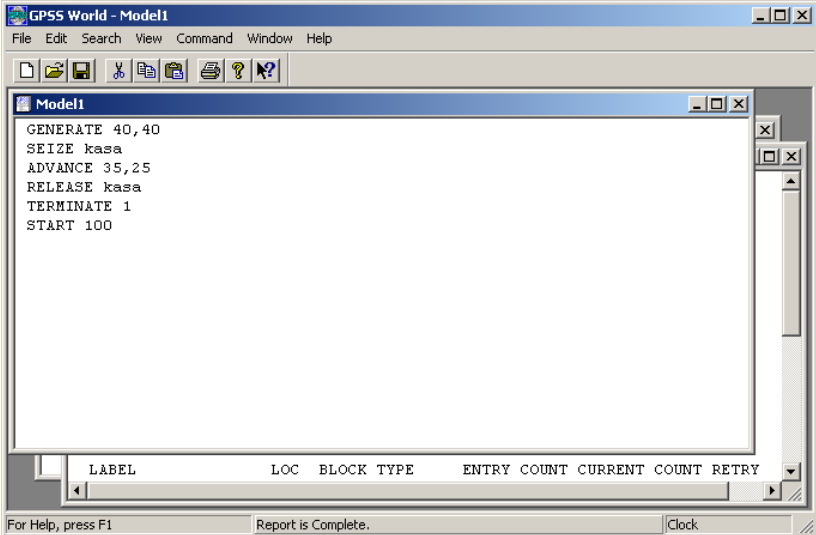 GPSS World - Model1
File Edit Search View Command Window Help
Model1
GENERATE 40,40
SEIZE kasa
ADVANCE 35,25
RELEASE kasa
TERMINATE 1
START 100
LABEL LOC BLOCK TYPE ENTRY COUNT CURRENT COUNT RETRY
For Help, press F1 Report is Complete. Clock